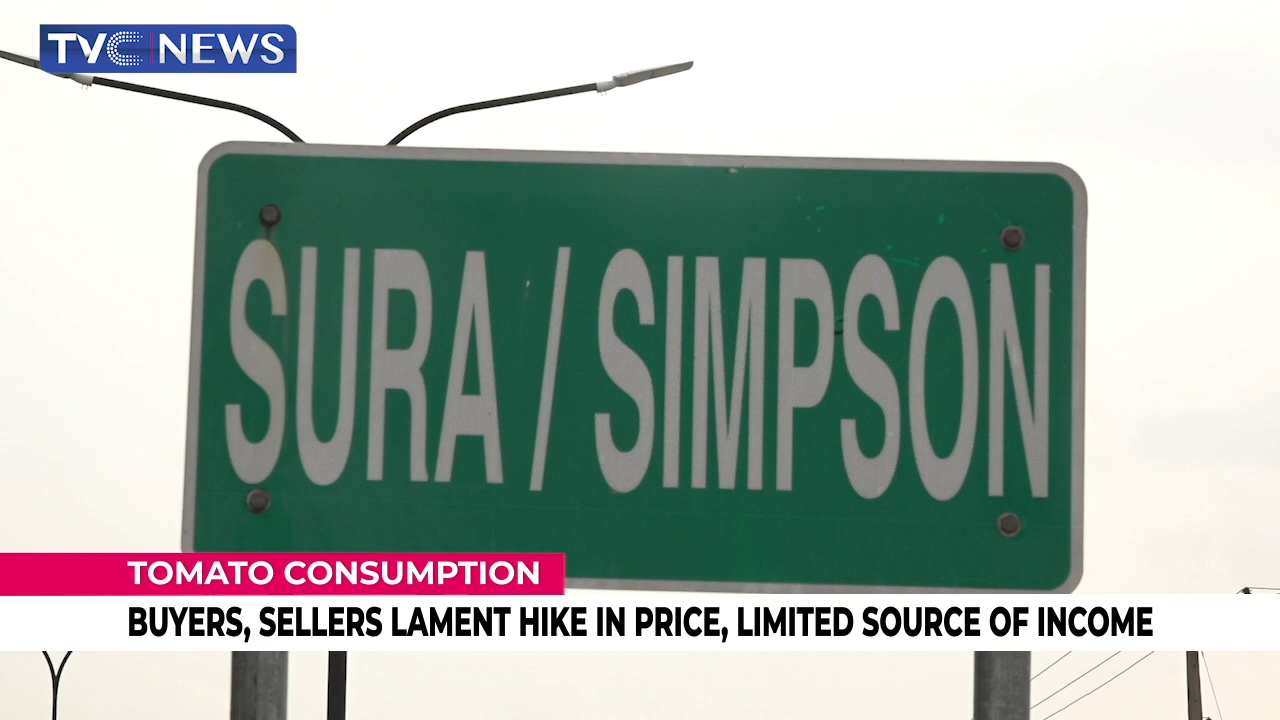 TVC NEWS
SURA / SIMPSON
TOMATO CONSUMPTION
BUYERS, SELLERS LAMENT HIKE IN PRICE, LIMITED SOURCE OF INCOME